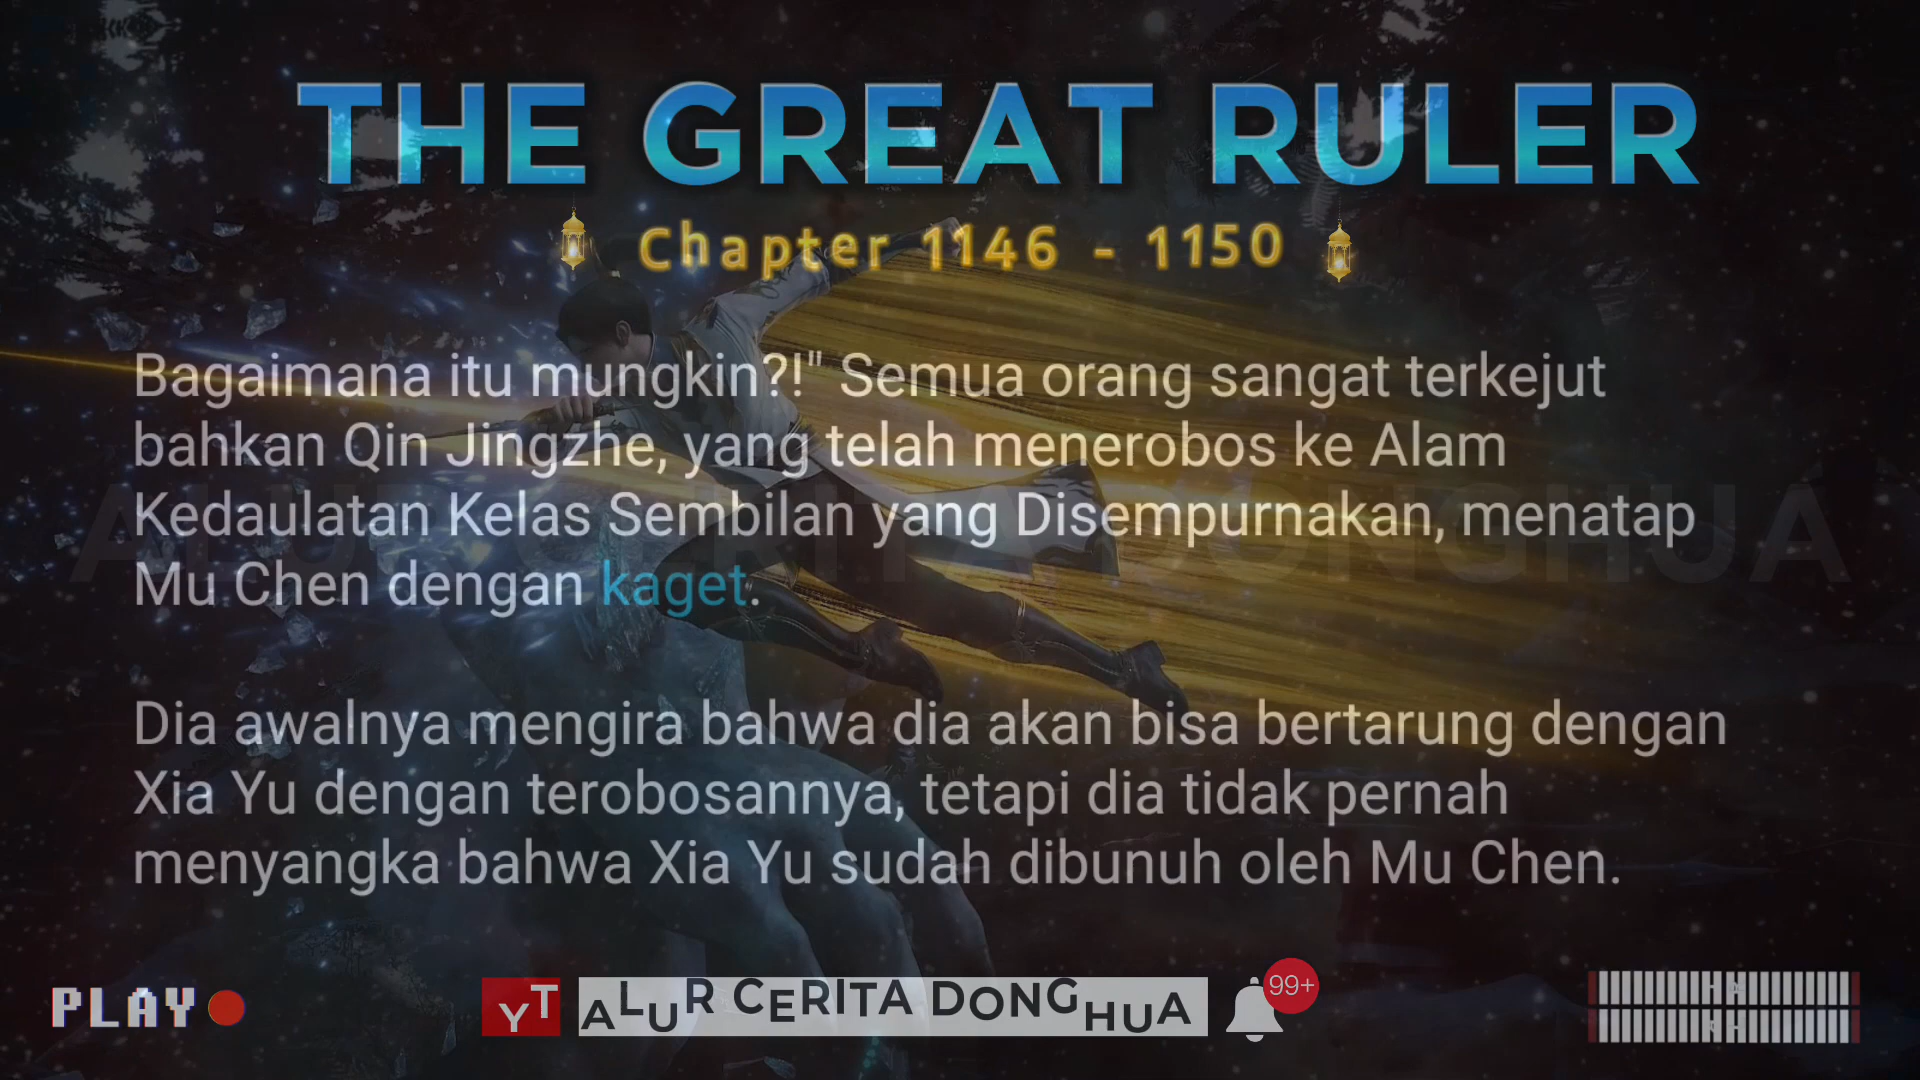 THE GREAT RULER
Chapter 1146 - 1150
Bagaimana itu mungkin?!" Semua orang sangat terkejut
bahkan Qin Jingzhe, yang telah menerobos ke Alam
Kedaulatan Kelas Sembilan yang Disempurnakan, menatap
Mu Chen dengan kaget.
Dia awalnya mengira bahwa dia akan bisa bertarung dengan
Xia Yu dengan terobosannya, tetapi dia tidak pernah
menyangka bahwa Xia Yu sudah dibunuh oleh Mu Chen.
ALUR CERITA DONGHUA
PLAY
YT ALUR CERITA DONGHUA 99+